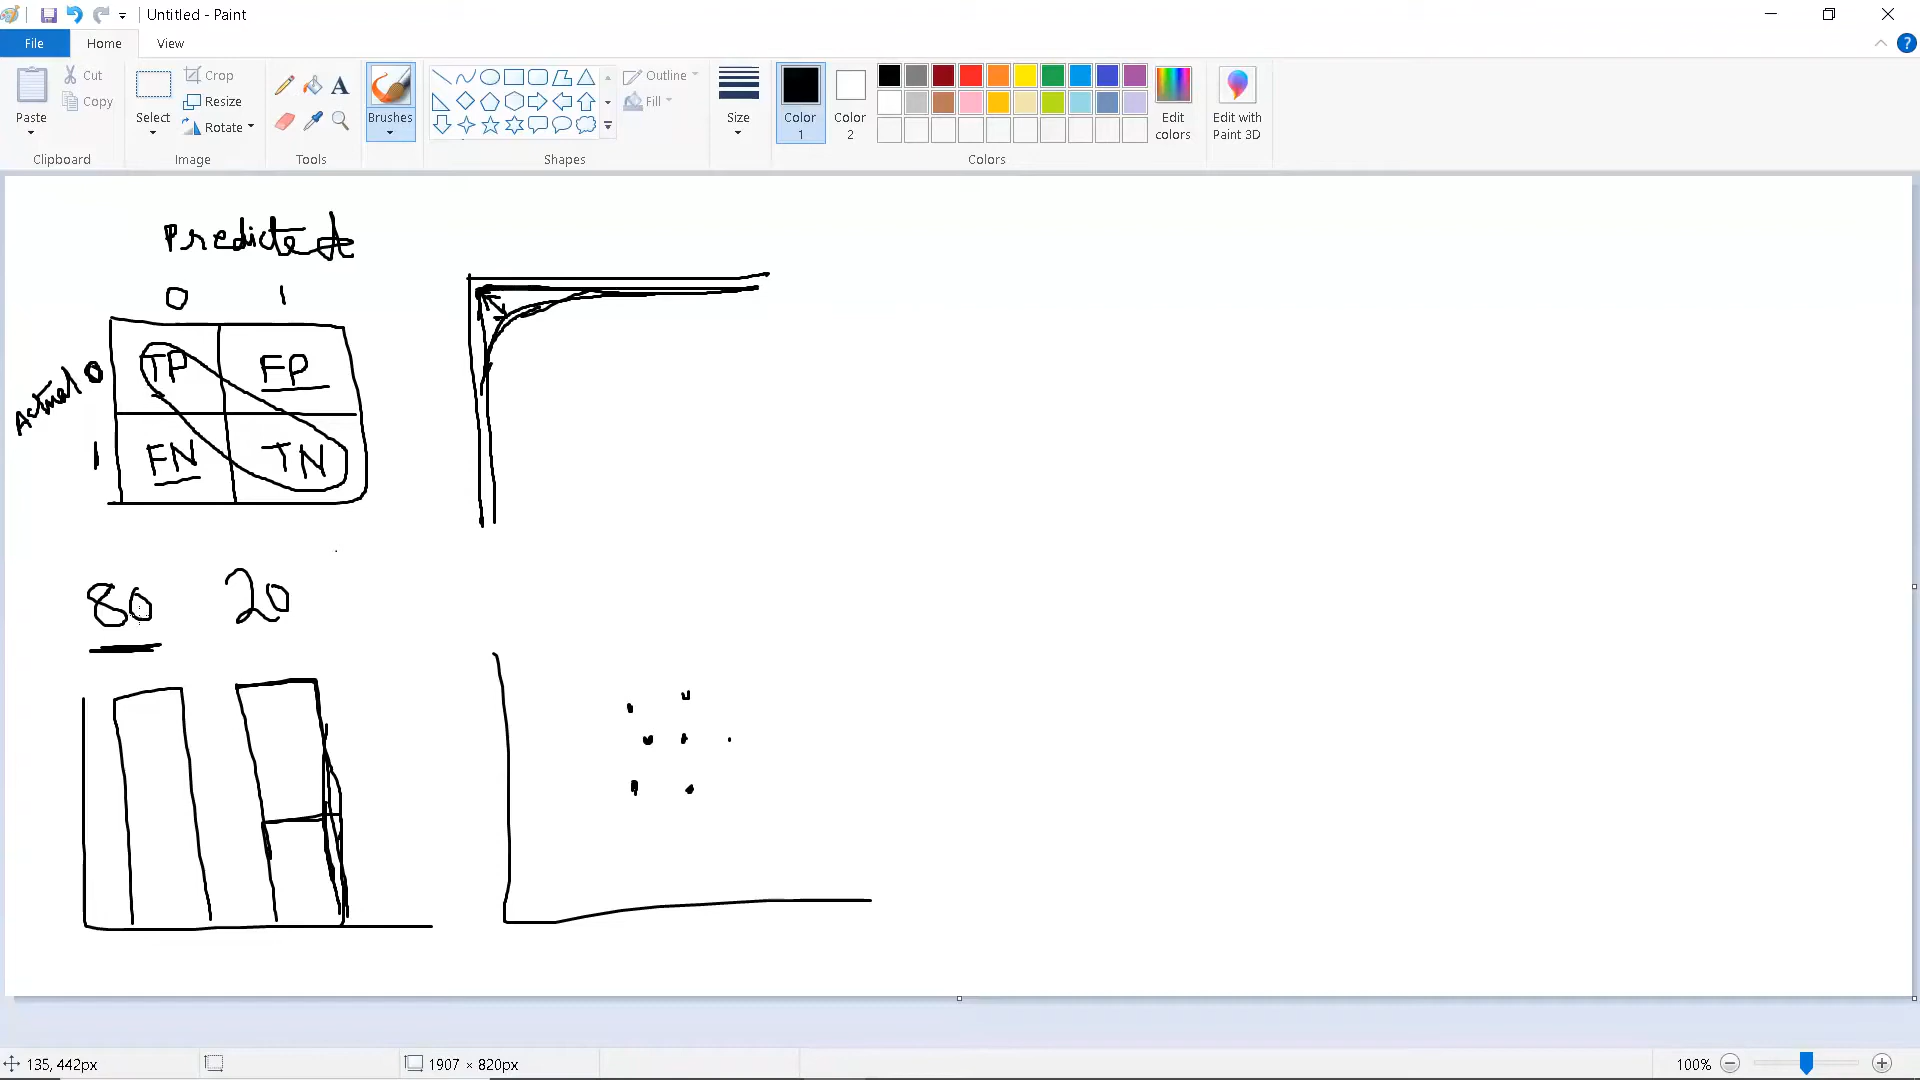 Untitled - Paint
File Home View
Paste
Cut
Copy
Clipboard
Select
Crop
Resize
Rotate
Image
A
Tools
Brushes
Outline
Fill
Shapes
Size
Color 1
Color 2
Edit colors
Edit with Paint 3D
Colors
?
Predicted
0 1
Actual
0 TP FP
1 FN TN
80 20
135, 442px
1907 × 820px
100%